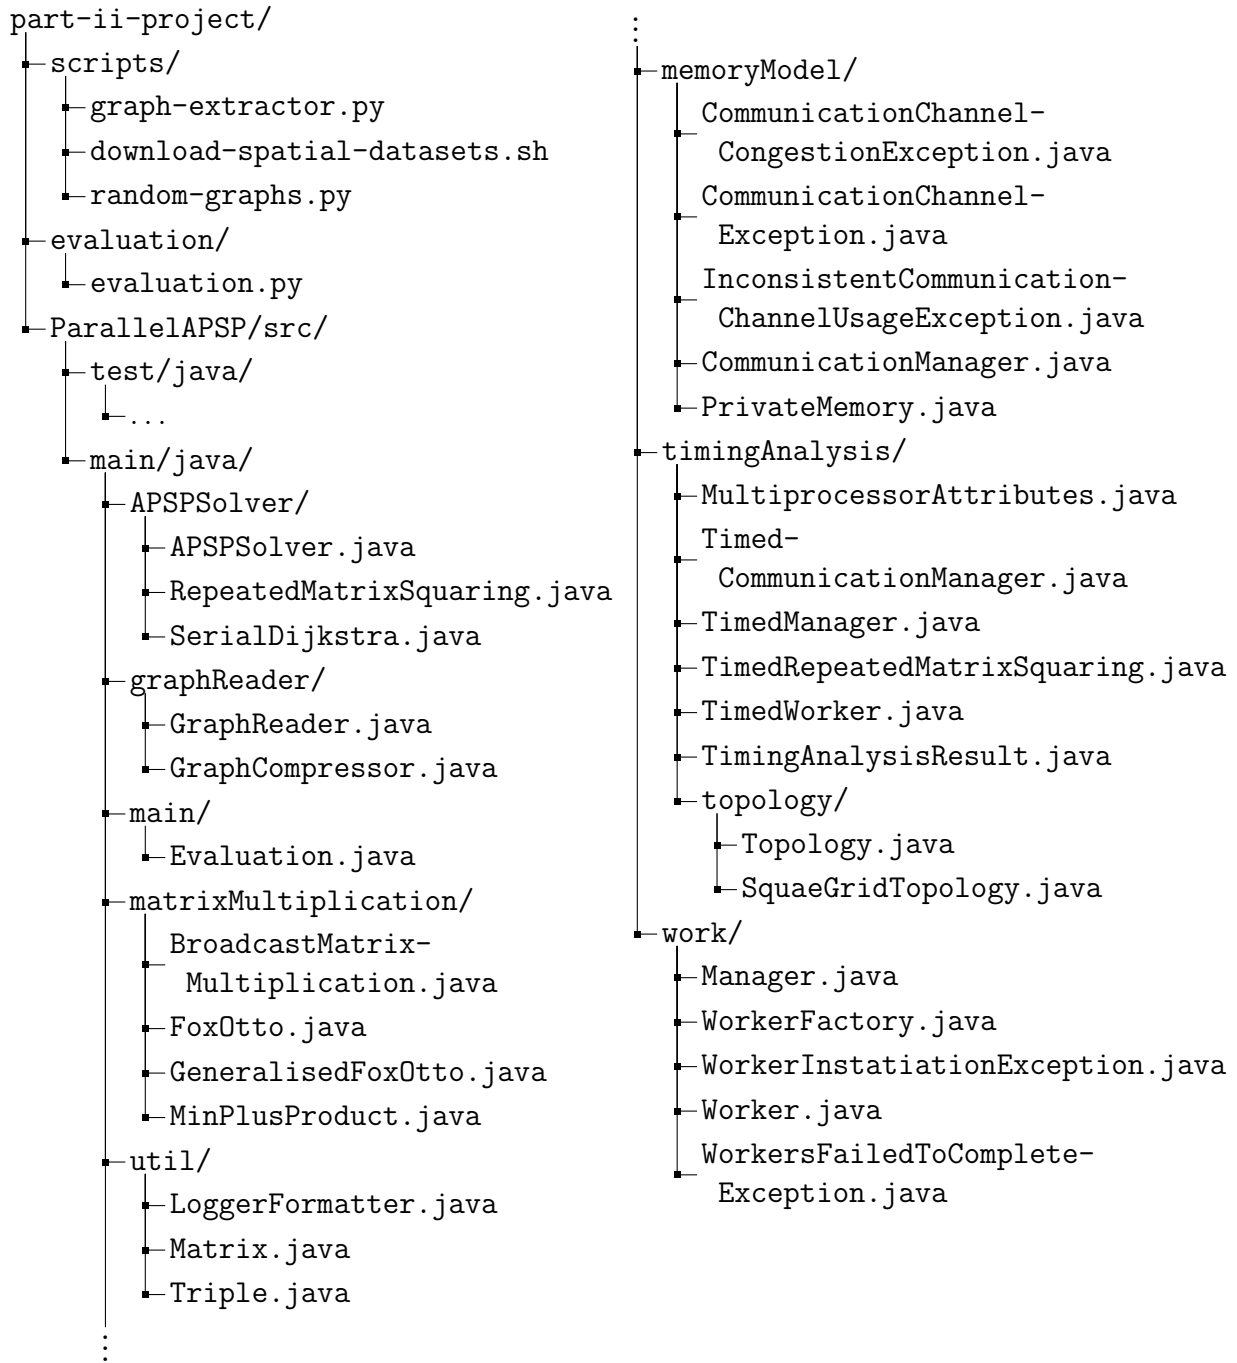 part-ii-project/
scripts/
graph-extractor.py
download-spatial-datasets.sh
random-graphs.py
evaluation/
evaluation.py
ParallelAPSP/src/
test/java/
...
main/java/
APSPSolver/
APSPSolver.java
RepeatedMatrixSquaring.java
SerialDijkstra.java
graphReader/
GraphReader.java
GraphCompressor.java
main/
Evaluation.java
matrixMultiplication/
BroadcastMatrix-
Multiplication.java
FoxOtto.java
GeneralisedFoxOtto.java
MinPlusProduct.java
util/
LoggerFormatter.java
Matrix.java
Triple.java
⋮
⋮
memoryModel/
CommunicationChannel-
CongestionException.java
CommunicationChannel-
Exception.java
InconsistentCommunication-
ChannelUsageException.java
CommunicationManager.java
PrivateMemory.java
timingAnalysis/
MultiprocessorAttributes.java
Timed-
CommunicationManager.java
TimedManager.java
TimedRepeatedMatrixSquaring.java
TimedWorker.java
TimingAnalysisResult.java
topology/
Topology.java
SquaeGridTopology.java
work/
Manager.java
WorkerFactory.java
WorkerInstatiationException.java
Worker.java
WorkersFailedToComplete-
Exception.java